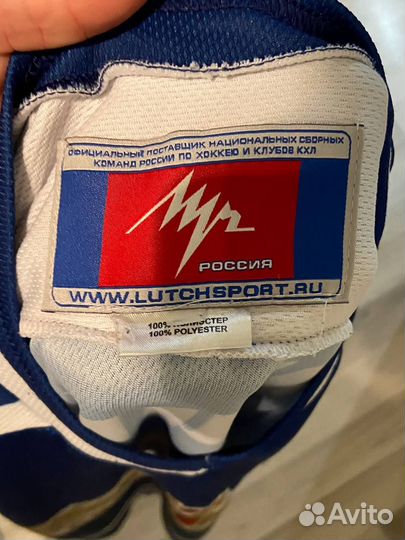 ОФИЦИАЛЬНЫЙ ПОСТАВЩИК НАЦИОНАЛЬНЫХ СБОРНЫХ
КОМАНД РОССИИ ПО ХОККЕЮ И КЛУБОВ КХЛ
Луч
РОССИЯ
WWW.LUTCHSPORT.RU
100% ПОЛИЭСТЕР
100% POLYESTER
Avito